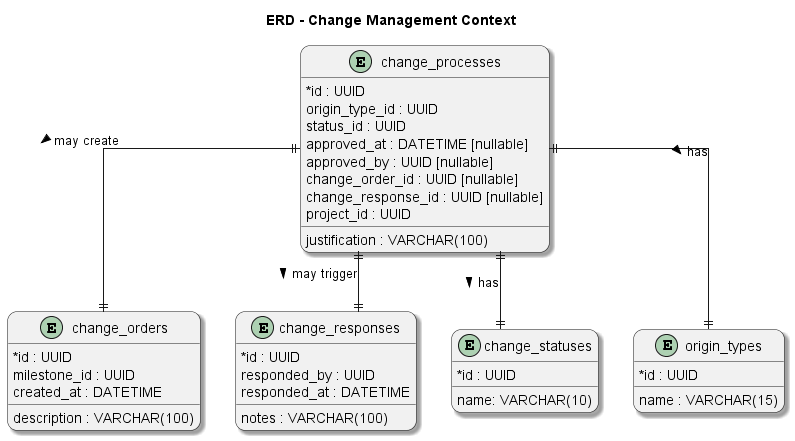 ERD - Change Management Context
E change_processes
*id : UUID
origin_type_id : UUID
status_id : UUID
approved_at : DATETIME [nullable]
approved_by : UUID [nullable]
change_order_id : UUID [nullable]
change_response_id : UUID [nullable]
project_id : UUID
justification : VARCHAR(100)
may create
has
may trigger
has
E change_orders
*id : UUID
milestone_id : UUID
created_at : DATETIME
description : VARCHAR(100)
E change_responses
*id : UUID
responded_by : UUID
responded_at : DATETIME
notes : VARCHAR(100)
E change_statuses
*id : UUID
name: VARCHAR(10)
E origin_types
*id : UUID
name : VARCHAR(15)